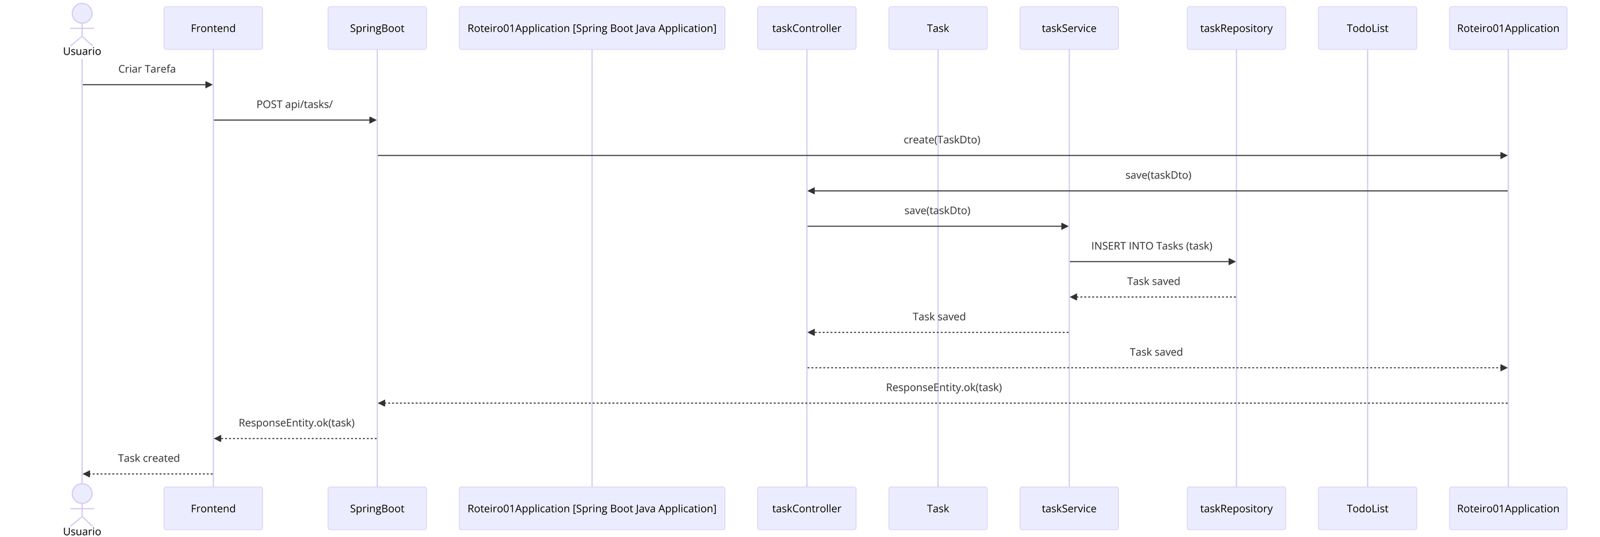 Usuario
Frontend
SpringBoot
Roteiro01Application [Spring Boot Java Application]
taskController
Task
taskService
taskRepository
TodoList
Roteiro01Application
Criar Tarefa
POST api/tasks/
create(TaskDto)
save(taskDto)
save(taskDto)
INSERT INTO Tasks (task)
Task saved
Task saved
Task saved
ResponseEntity.ok(task)
ResponseEntity.ok(task)
Task created
Usuario
Frontend
SpringBoot
Roteiro01Application [Spring Boot Java Application]
taskController
Task
taskService
taskRepository
TodoList
Roteiro01Application